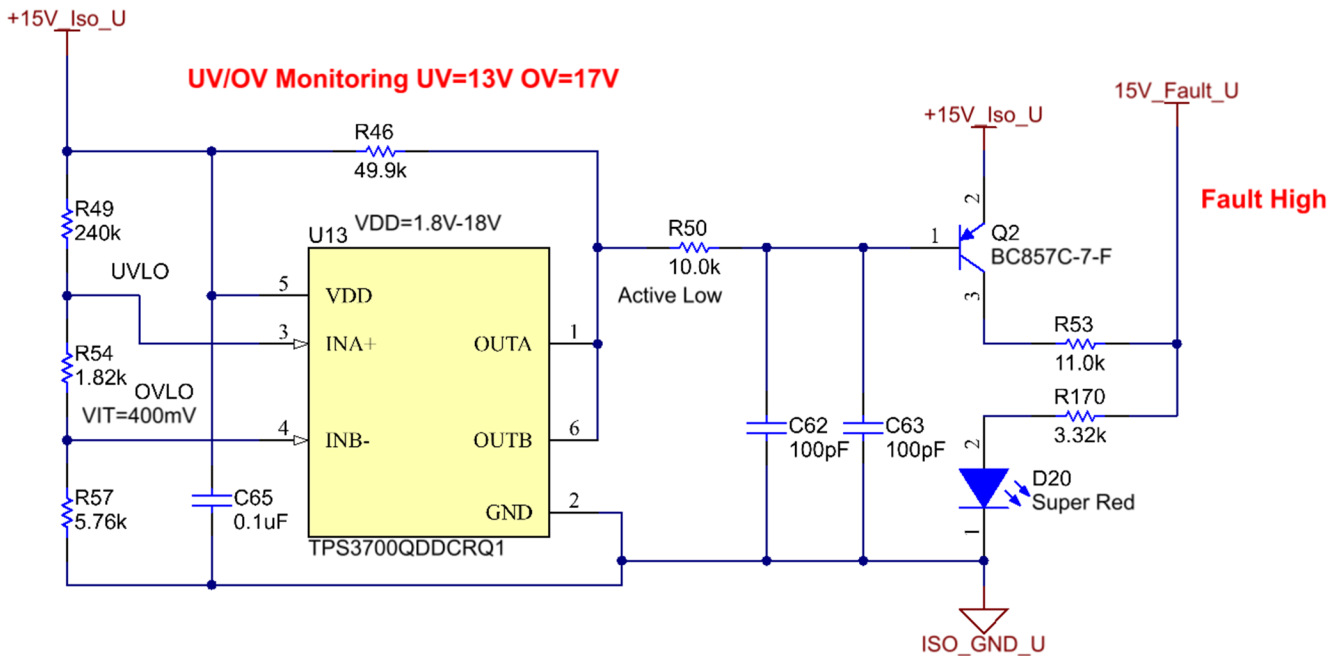 +15V_Iso_U
UV/OV Monitoring UV=13V OV=17V
15V_Fault_U
+15V_Iso_U
R46
49.9k
Fault High
R49
240k
VDD=1.8V-18V
U13
R50
10.0k
Active Low
2
1
Q2
BC857C-7-F
3
UVLO
5
VDD
3
INA+
OUTA
1
R53
11.0k
R54
1.82k
OVLO
VIT=400mV
4
INB-
OUTB
6
R170
3.32k
C62
100pF
C63
100pF
2
D20
Super Red
1
R57
5.76k
C65
0.1uF
GND
2
TPS3700QDDCRQ1
ISO_GND_U